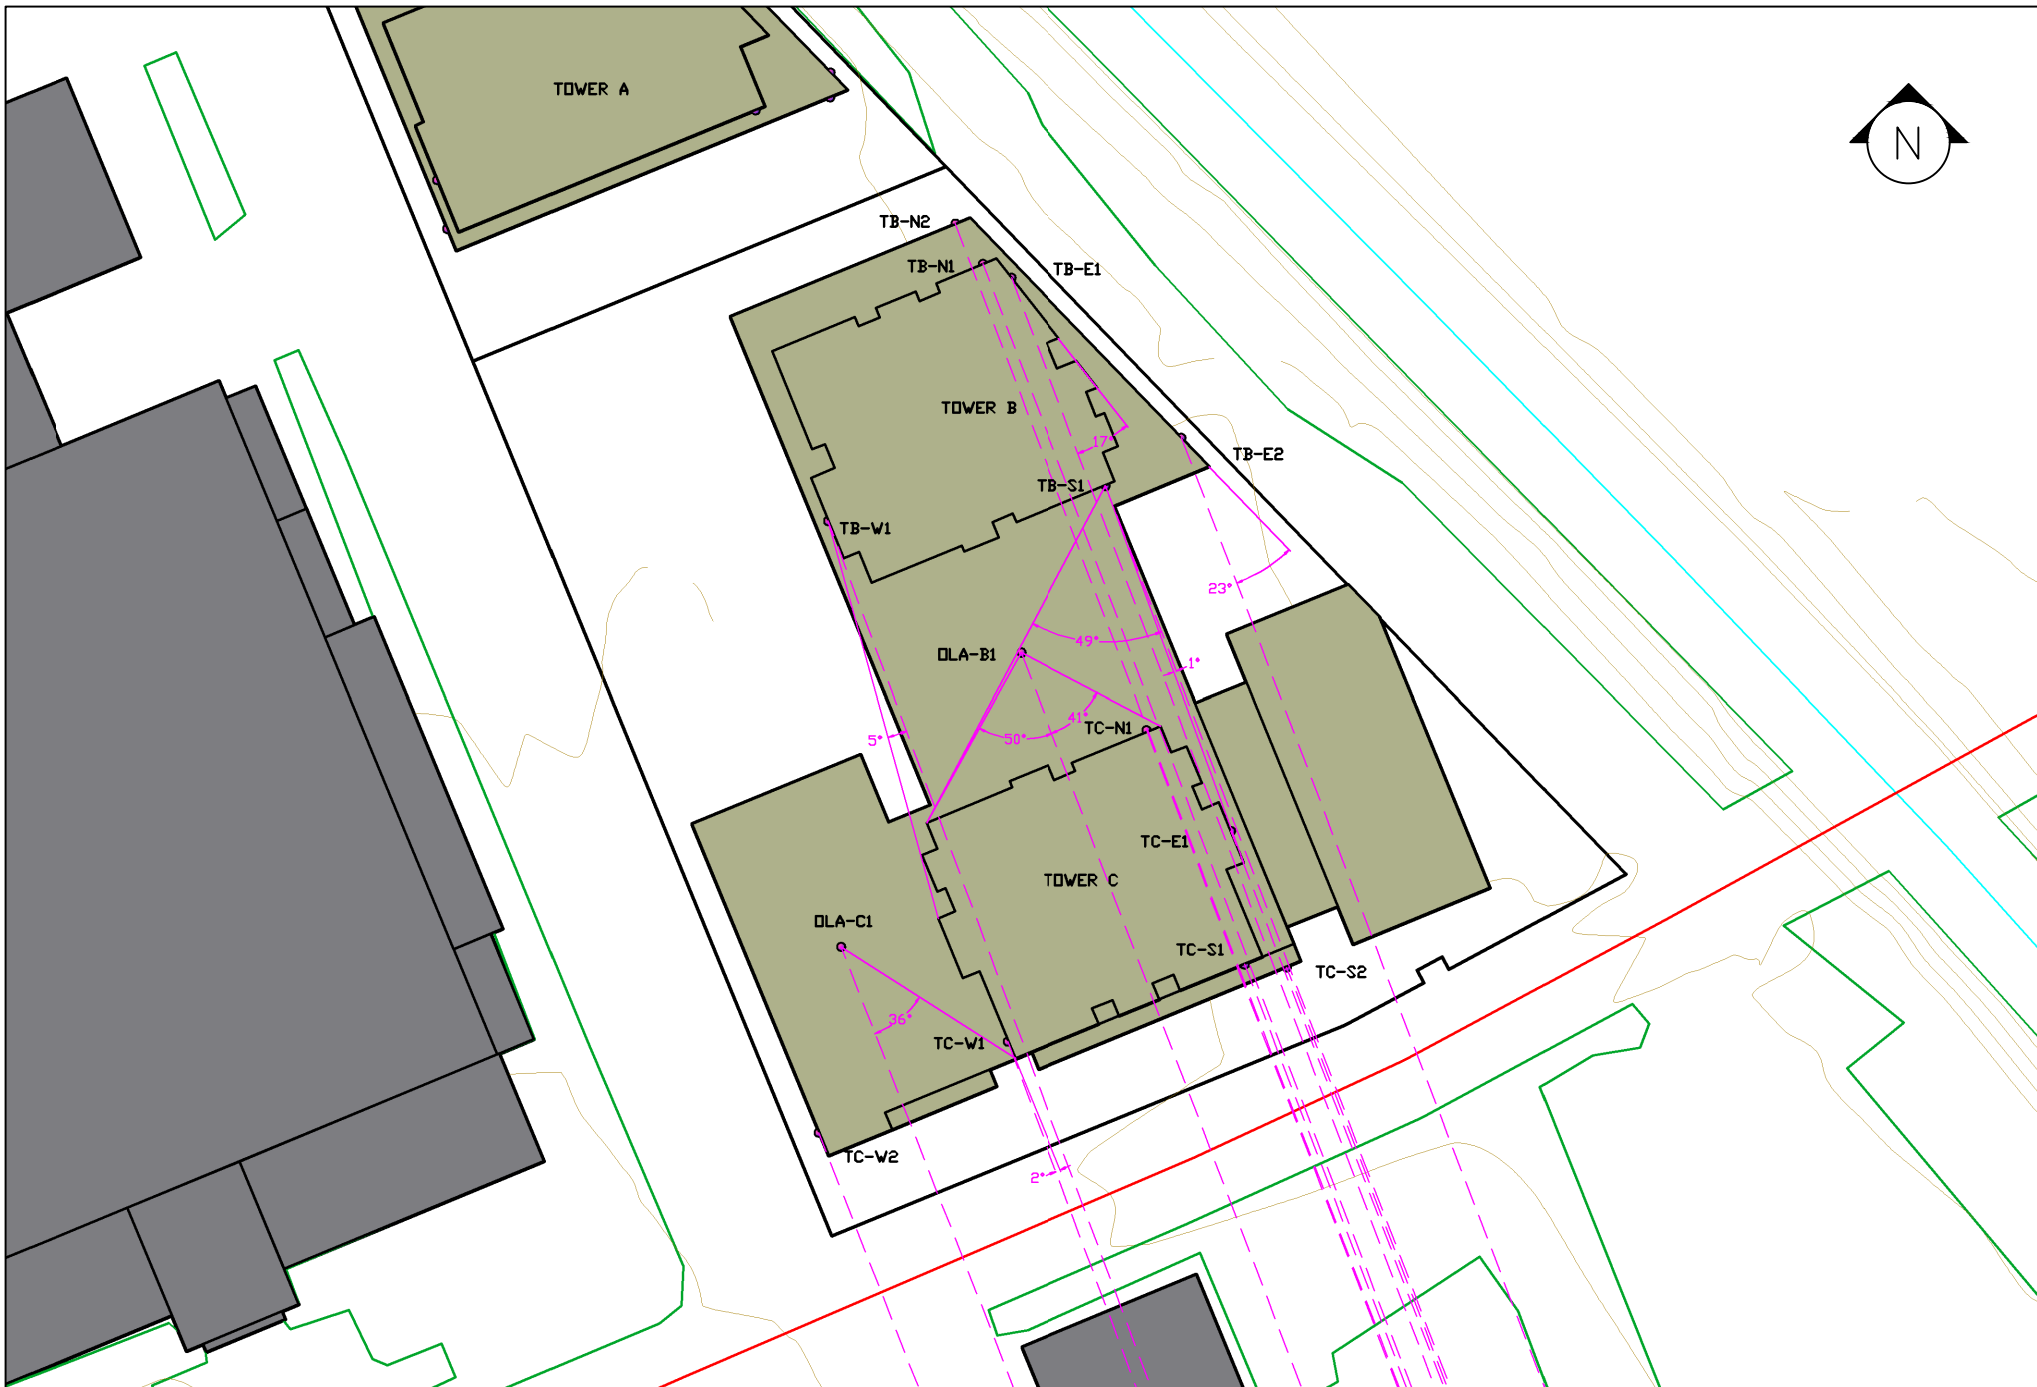 TOWER A
N
TB-N2
TB-N1
TB-E1
TOWER B
17°
TB-E2
TB-S1
TB-W1
23°
49°
OLA-B1
1°
41°
TC-N1
50°
5°
TC-E1
TOWER C
OLA-C1
TC-S1
TC-S2
36°
TC-W1
TC-W2
2°